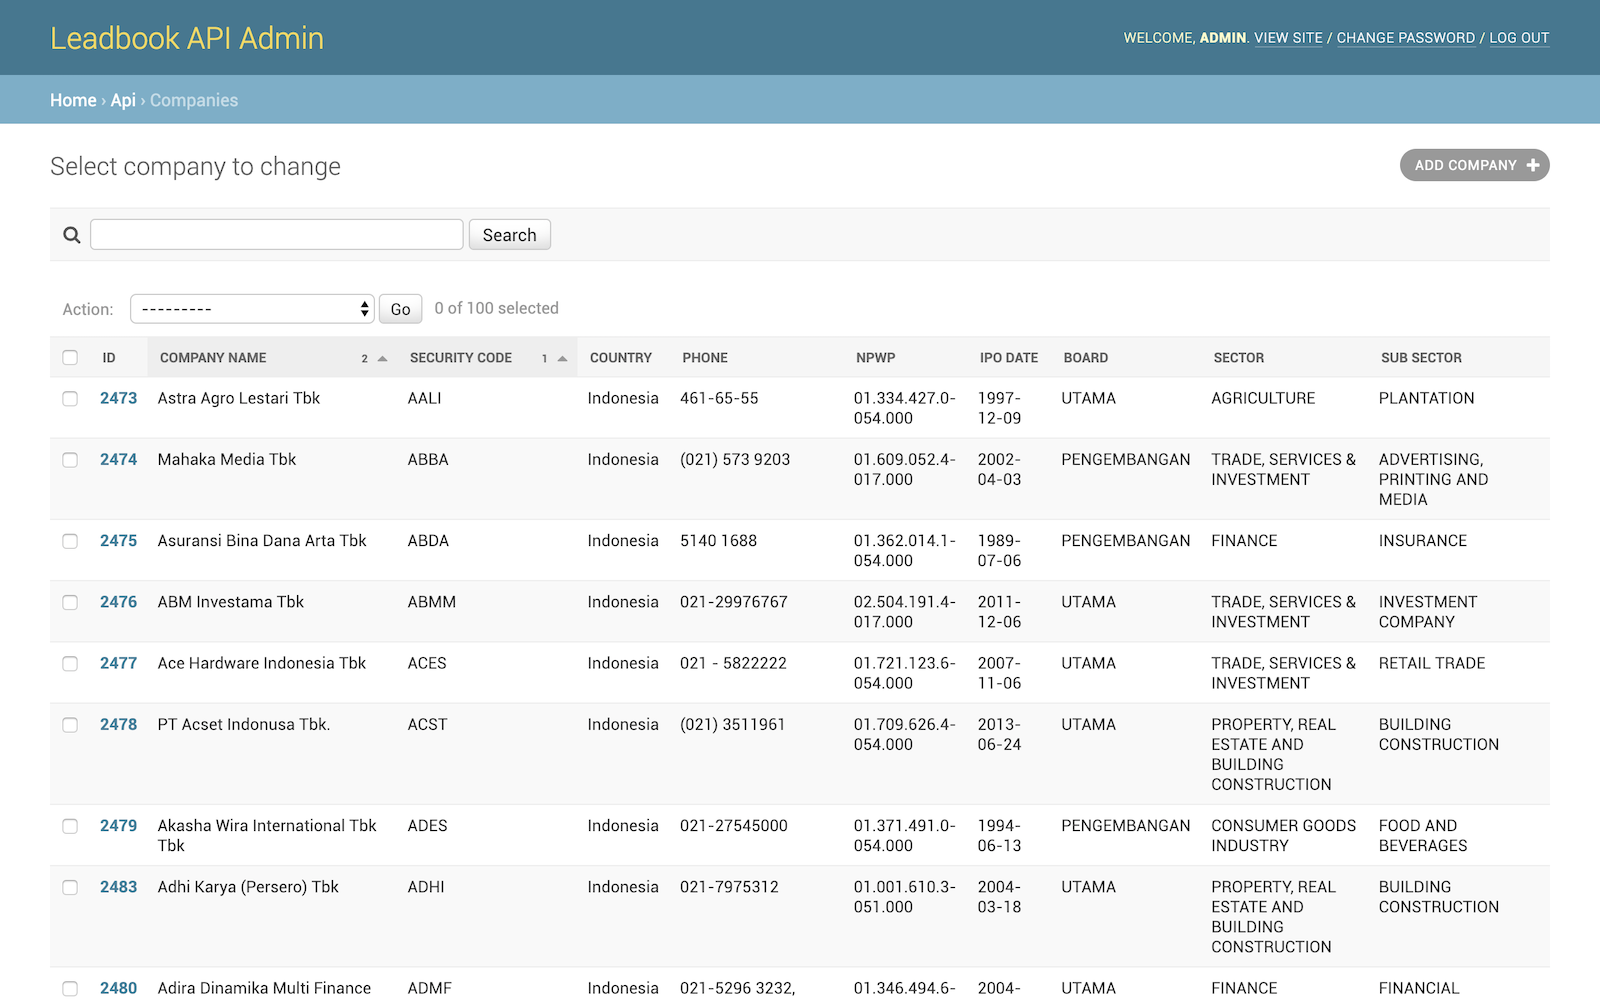 Leadbook API Admin
WELCOME, ADMIN. VIEW SITE / CHANGE PASSWORD / LOG OUT
Home › Api › Companies
Select company to change
ADD COMPANY +
Search
Action: --------- Go 0 of 100 selected
ID COMPANY NAME 2 SECURITY CODE 1 COUNTRY PHONE NPWP IPO DATE BOARD SECTOR SUB SECTOR
2473 Astra Agro Lestari Tbk AALI Indonesia 461-65-55 01.334.427.0- 1997- UTAMA AGRICULTURE PLANTATION
054.000 12-09
2474 Mahaka Media Tbk ABBA Indonesia (021) 573 9203 01.609.052.4- 2002- PENGEMBANGAN TRADE, SERVICES & ADVERTISING,
017.000 04-03 INVESTMENT PRINTING AND
MEDIA
2475 Asuransi Bina Dana Arta Tbk ABDA Indonesia 5140 1688 01.362.014.1- 1989- PENGEMBANGAN FINANCE INSURANCE
054.000 07-06
2476 ABM Investama Tbk ABMM Indonesia 021-29976767 02.504.191.4- 2011- UTAMA TRADE, SERVICES & INVESTMENT
017.000 12-06 INVESTMENT COMPANY
2477 Ace Hardware Indonesia Tbk ACES Indonesia 021 - 5822222 01.721.123.6- 2007- UTAMA TRADE, SERVICES & RETAIL TRADE
054.000 11-06 INVESTMENT
2478 PT Acset Indonusa Tbk. ACST Indonesia (021) 3511961 01.709.626.4- 2013- UTAMA PROPERTY, REAL BUILDING
054.000 06-24 ESTATE AND CONSTRUCTION
BUILDING
CONSTRUCTION
2479 Akasha Wira International Tbk ADES Indonesia 021-27545000 01.371.491.0- 1994- PENGEMBANGAN CONSUMER GOODS FOOD AND
Tbk 054.000 06-13 INDUSTRY BEVERAGES
2483 Adhi Karya (Persero) Tbk ADHI Indonesia 021-7975312 01.001.610.3- 2004- UTAMA PROPERTY, REAL BUILDING
051.000 03-18 ESTATE AND CONSTRUCTION
BUILDING
CONSTRUCTION
2480 Adira Dinamika Multi Finance ADMF Indonesia 021-5296 3232, 01.346.494.6- 2004- UTAMA FINANCE FINANCIAL